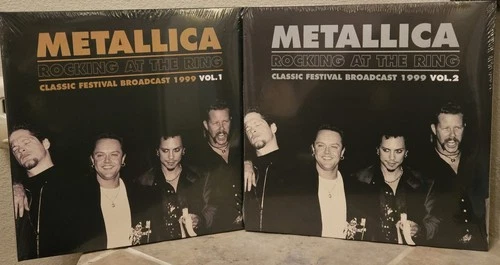 METALLICA
ROCKING AT THE RING
CLASSIC FESTIVAL BROADCAST 1999 VOL.1
METALLICA
ROCKING AT THE RING
CLASSIC FESTIVAL BROADCAST 1999 VOL.2